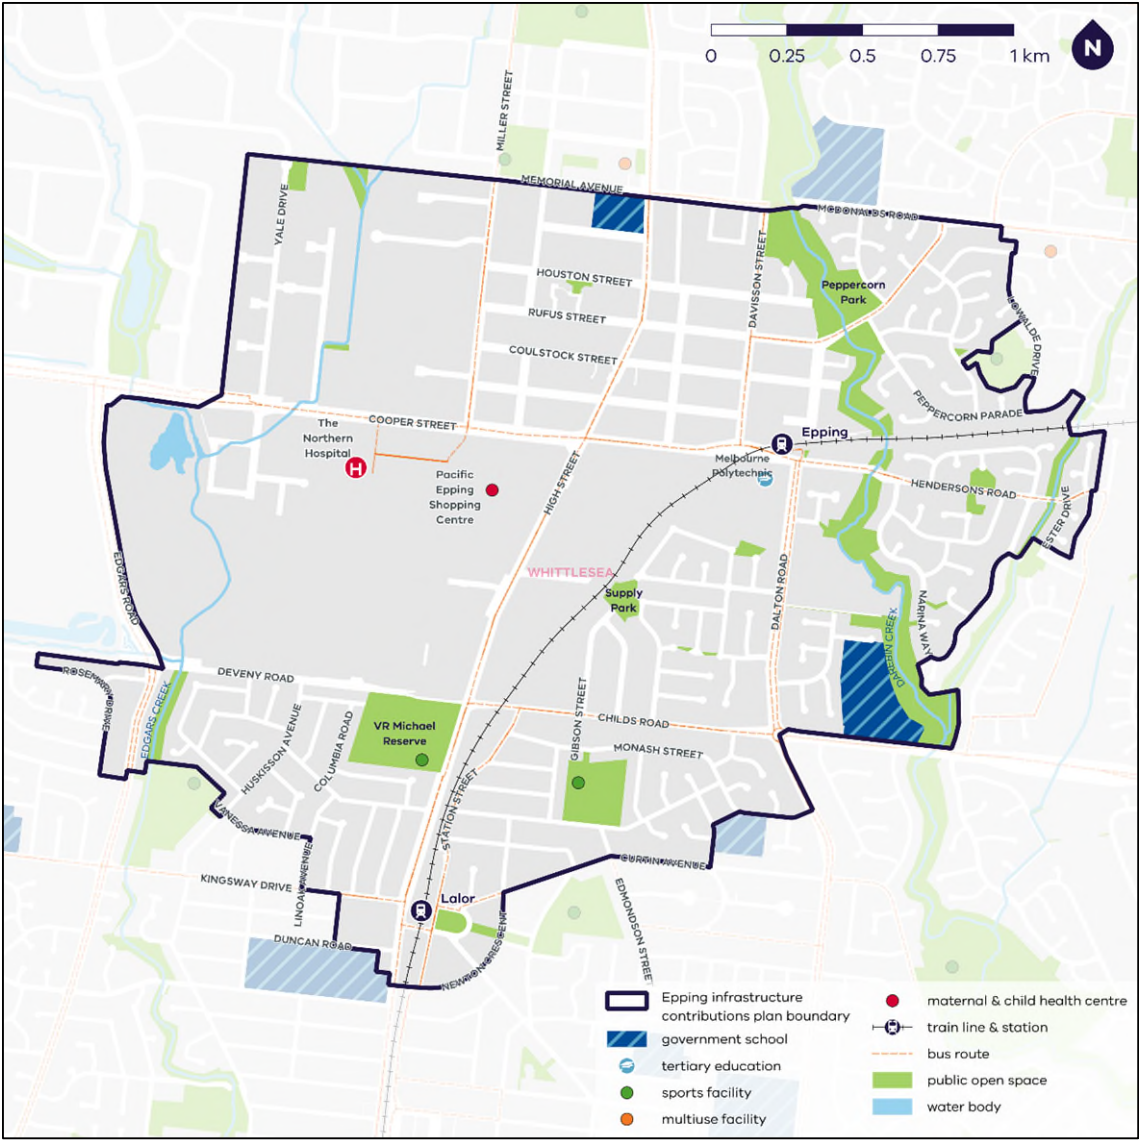 0
0.25
0.5
0.75
1 km
N
MILLER STREET
MEMORIAL AVENUE
MCDONALDS ROAD
YALE DRIVE
DAVISSON STREET
HOUSTON STREET
Peppercorn
Park
RUFUS STREET
LOWALDE DRIVE
COULSTOCK STREET
PEPPERCORN PARADE
COOPER STREET
The
Northern
Hospital
H
Epping
Melbourne
Polytechnic
Pacific
Epping
Shopping
Centre
HIGH STREET
HENDERSONS ROAD
ESTER DRIVE
EDGARS ROAD
WHITTLESEA
Supply
Park
DALTON ROAD
NARINA WAY
DAREBIN CREEK
ROSEMARY DRIVE
DEVENY ROAD
EDGARS CREEK
HUSKISSON AVENUE
COLUMBIA ROAD
VR Michael
Reserve
GIBSON STREET
CHILDS ROAD
MONASH STREET
STATION STREET
VANESSA AVENUE
CURTIN AVENUE
KINGSWAY DRIVE
LINOAK AVENUE
Lalor
EDMONDSON STREET
DUNCAN ROAD
NEWTON CRESCENT
Epping infrastructure
contributions plan boundary
government school
tertiary education
sports facility
multiuse facility
maternal & child health centre
train line & station
bus route
public open space
water body